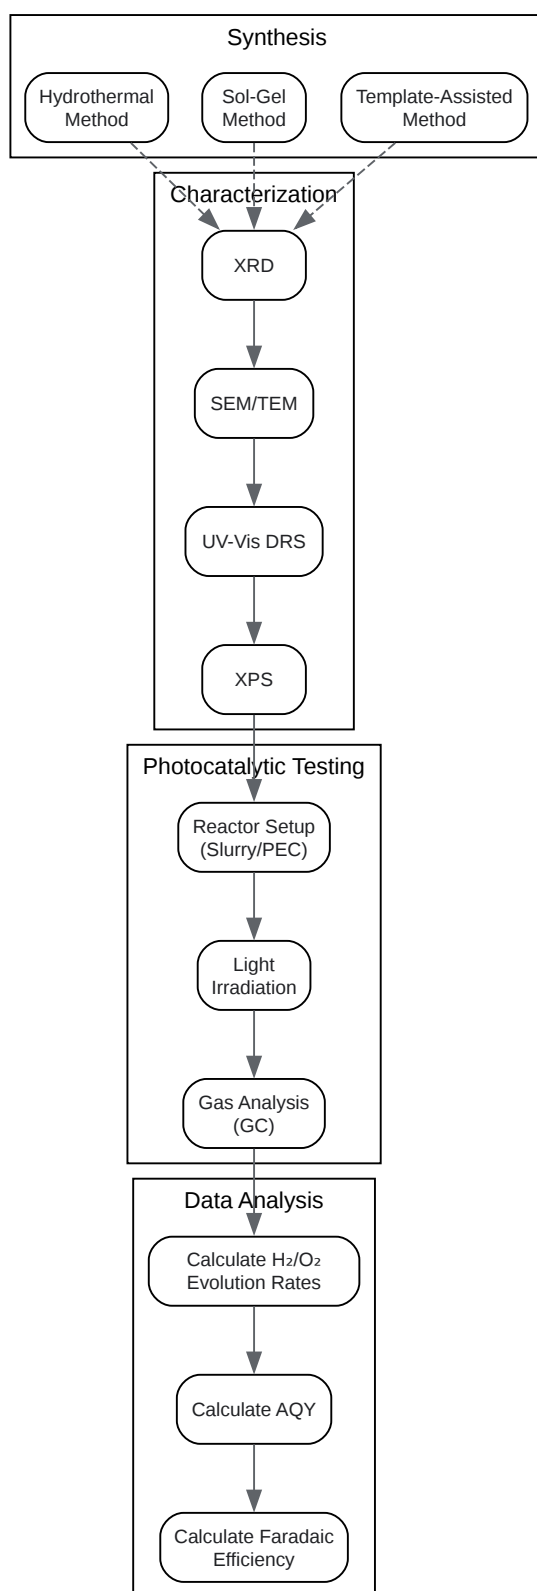 Synthesis
Hydrothermal
Method
Sol-Gel
Method
Template-Assisted
Method
Characterization
XRD
SEM/TEM
UV-Vis DRS
XPS
Photocatalytic Testing
Reactor Setup
(Slurry/PEC)
Light
Irradiation
Gas Analysis
(GC)
Data Analysis
Calculate H₂/O₂
Evolution Rates
Calculate AQY
Calculate Faradaic
Efficiency